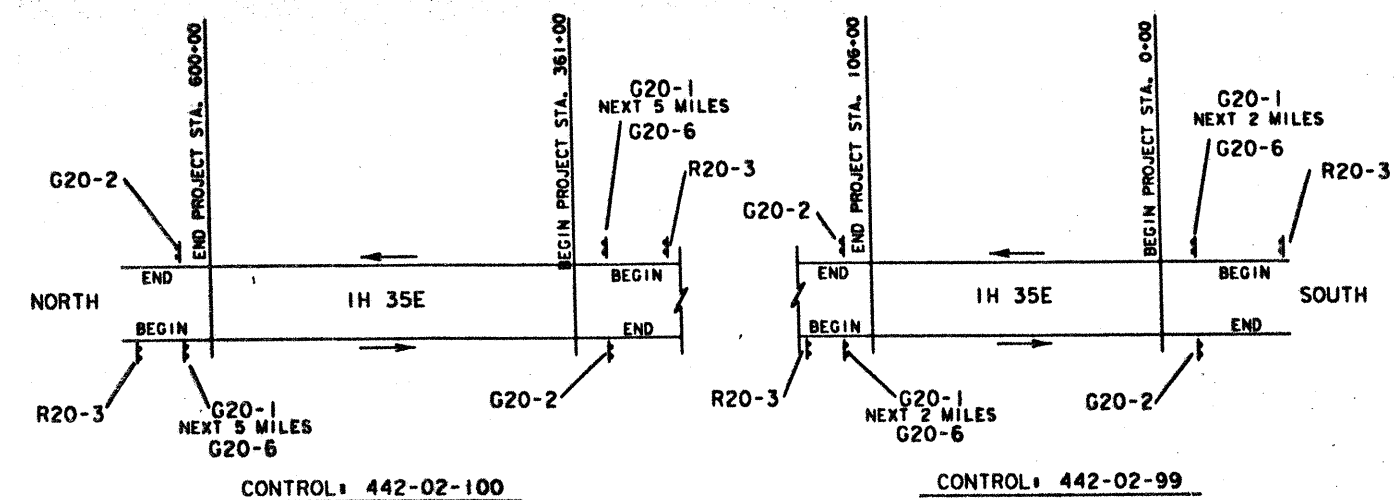 END PROJECT STA. 600+00
BEGIN PROJECT STA. 361+00
G20-1
NEXT 5 MILES
G20-6
R20-3
G20-2
END
BEGIN
NORTH
IH 35E
BEGIN
END
R20-3
G20-1
NEXT 5 MILES
G20-6
G20-2
CONTROL: 442-02-100
END PROJECT STA. 106+00
BEGIN PROJECT STA. 0+00
G20-1
NEXT 2 MILES
G20-6
R20-3
G20-2
END
BEGIN
IH 35E
SOUTH
BEGIN
END
R20-3
G20-1
NEXT 2 MILES
G20-6
G20-2
CONTROL: 442-02-99